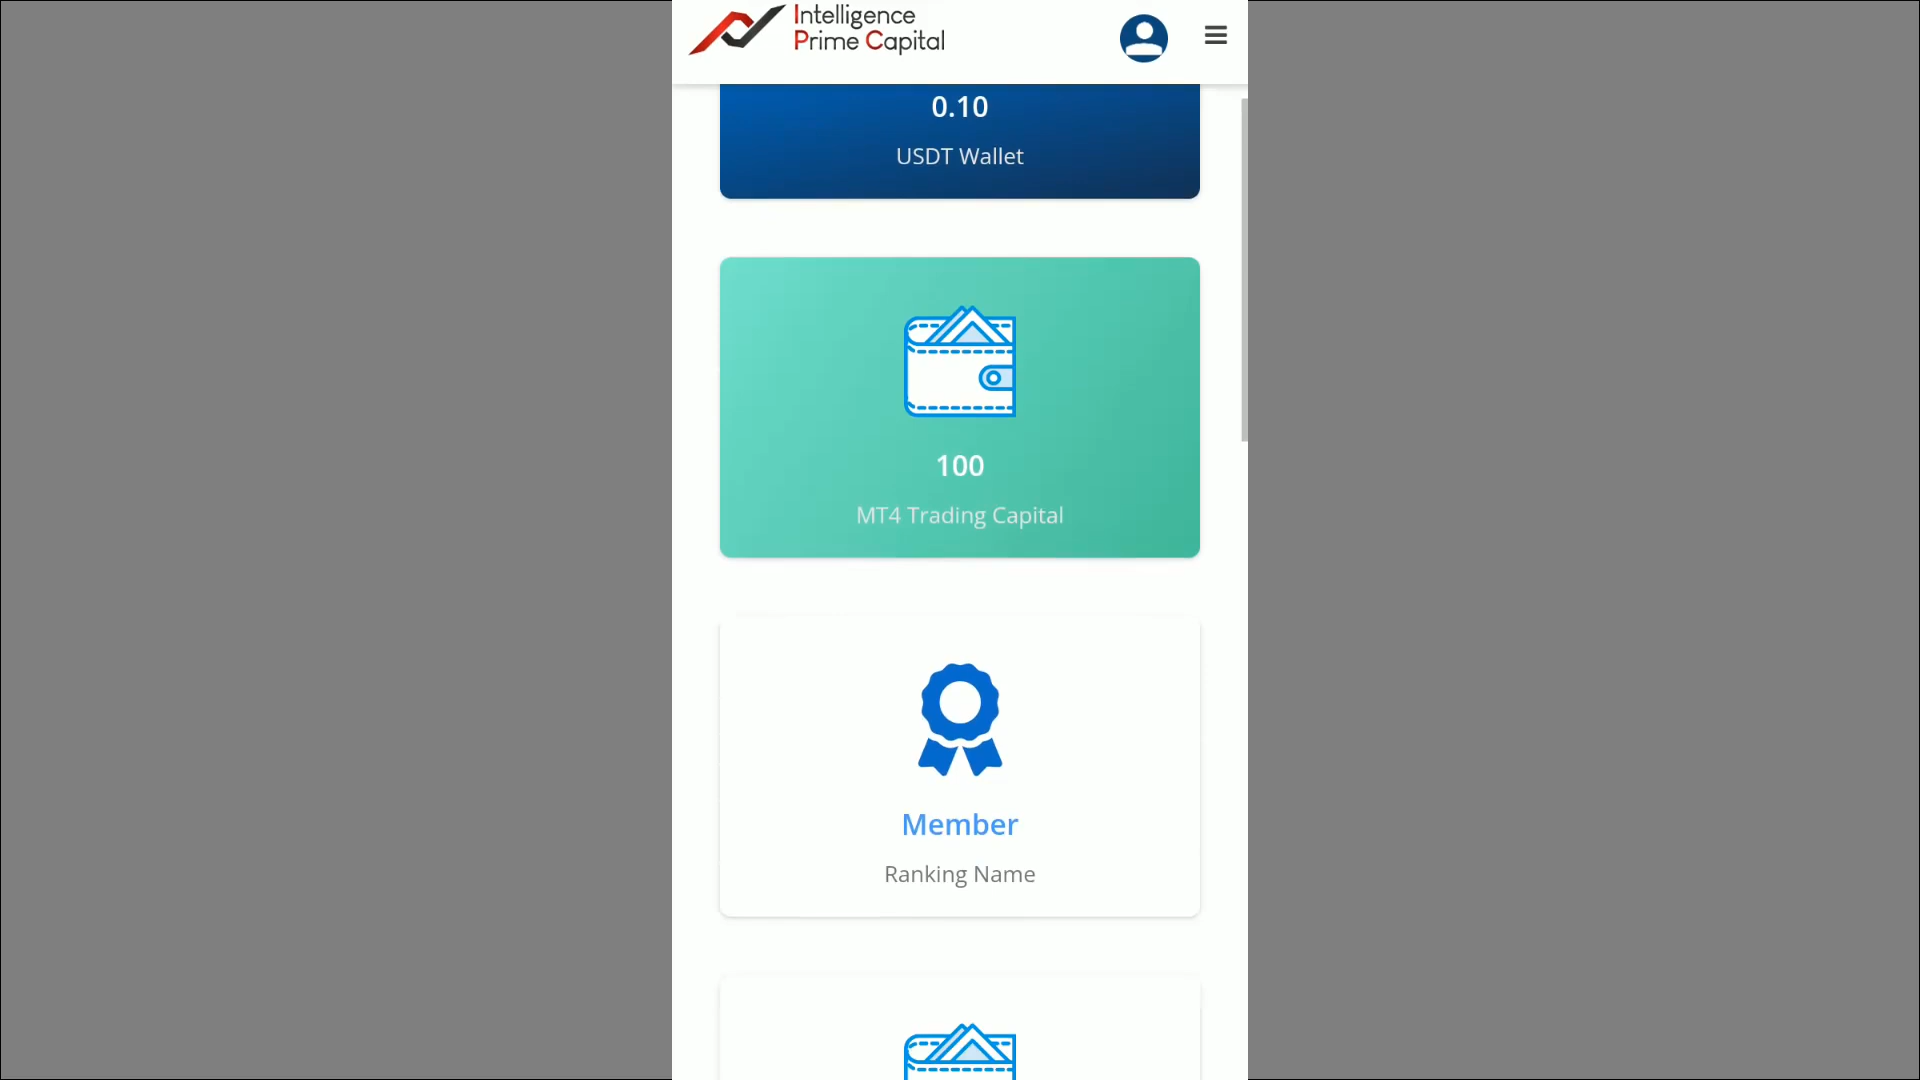 Intelligence
Prime Capital
0.10
USDT Wallet
100
MT4 Trading Capital
Member
Ranking Name